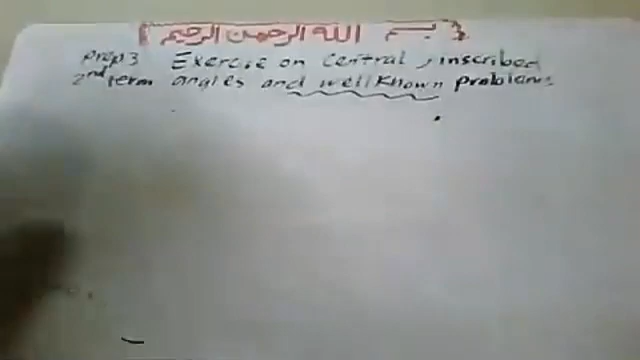 بسم الله الرحمن الرحيم
prep3 Exercise on central, inscribed
2nd term angles and wellknown problems